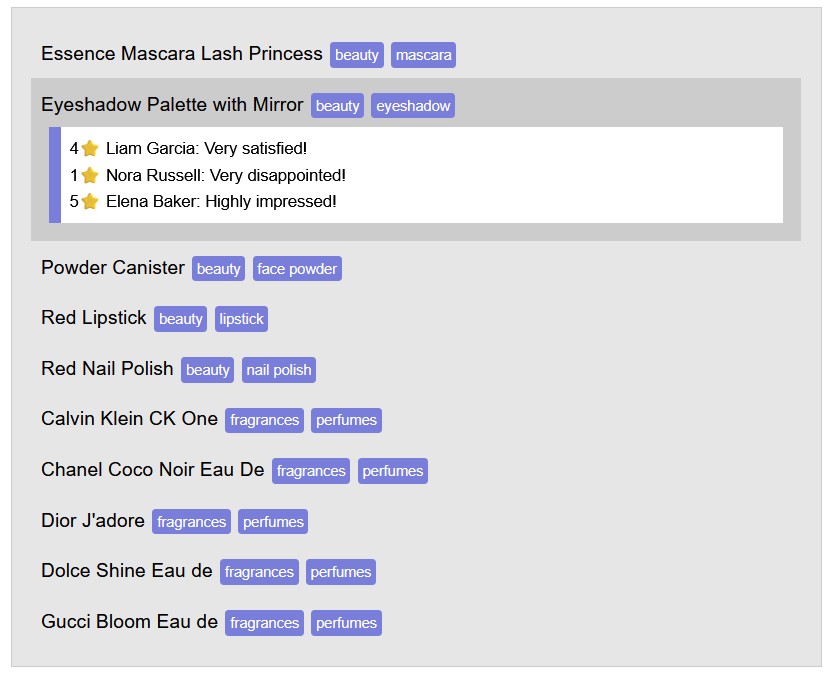 Essence Mascara Lash Princess beauty mascara
Eyeshadow Palette with Mirror beauty eyeshadow
4⭐ Liam Garcia: Very satisfied!
1⭐ Nora Russell: Very disappointed!
5⭐ Elena Baker: Highly impressed!
Powder Canister beauty face powder
Red Lipstick beauty lipstick
Red Nail Polish beauty nail polish
Calvin Klein CK One fragrances perfumes
Chanel Coco Noir Eau De fragrances perfumes
Dior J'adore fragrances perfumes
Dolce Shine Eau de fragrances perfumes
Gucci Bloom Eau de fragrances perfumes